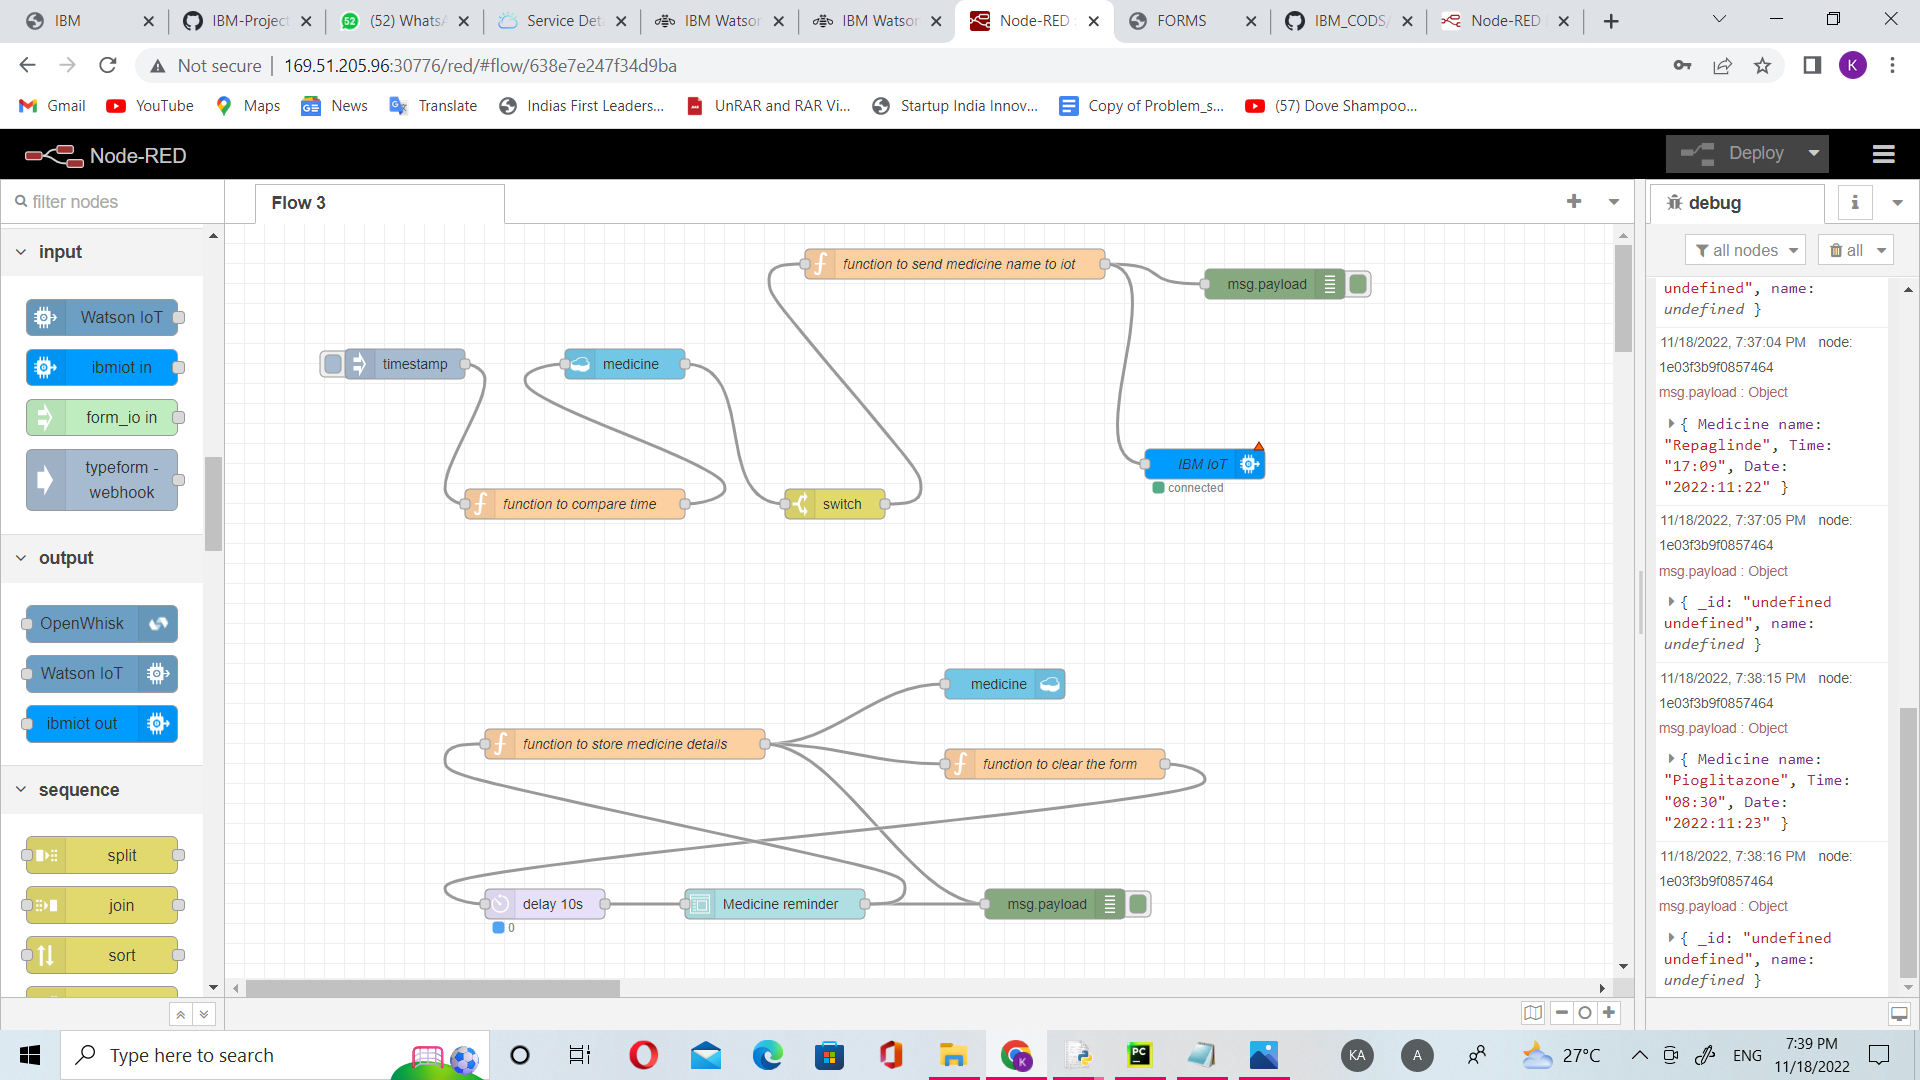 IBM
IBM-Project
(52) WhatsA
Service Deta
IBM Watson
IBM Watson
Node-RED :
FORMS
IBM_CODS/
Node-RED
Not secure
169.51.205.96:30776/red/#flow/638e7e247f34d9ba
K
Gmail
YouTube
Maps
News
Translate
Indias First Leaders...
UnRAR and RAR Vi...
Startup India Innov...
Copy of Problem_s...
(57) Dove Shampoo...
Node-RED
Deploy
filter nodes
Flow 3
debug
all nodes
all
input
Watson IoT
ibmiot in
form_io in
typeform -
webhook
output
OpenWhisk
Watson IoT
ibmiot out
sequence
split
join
sort
function to send medicine name to iot
msg.payload
timestamp
medicine
IBM IoT
connected
function to compare time
switch
medicine
function to store medicine details
function to clear the form
delay 10s
0
Medicine reminder
msg.payload
undefined", name:
undefined }
11/18/2022, 7:37:04 PM node:
1e03f3b9f0857464
msg.payload : Object
{ Medicine name:
"Repaglinde", Time:
"17:09", Date:
"2022:11:22" }
11/18/2022, 7:37:05 PM node:
1e03f3b9f0857464
msg.payload : Object
{ _id: "undefined
undefined", name:
undefined }
11/18/2022, 7:38:15 PM node:
1e03f3b9f0857464
msg.payload : Object
{ Medicine name:
"Pioglitazone", Time:
"08:30", Date:
"2022:11:23" }
11/18/2022, 7:38:16 PM node:
1e03f3b9f0857464
msg.payload : Object
{ _id: "undefined
undefined", name:
undefined }
Type here to search
KA
A
27°C
ENG
7:39 PM
11/18/2022